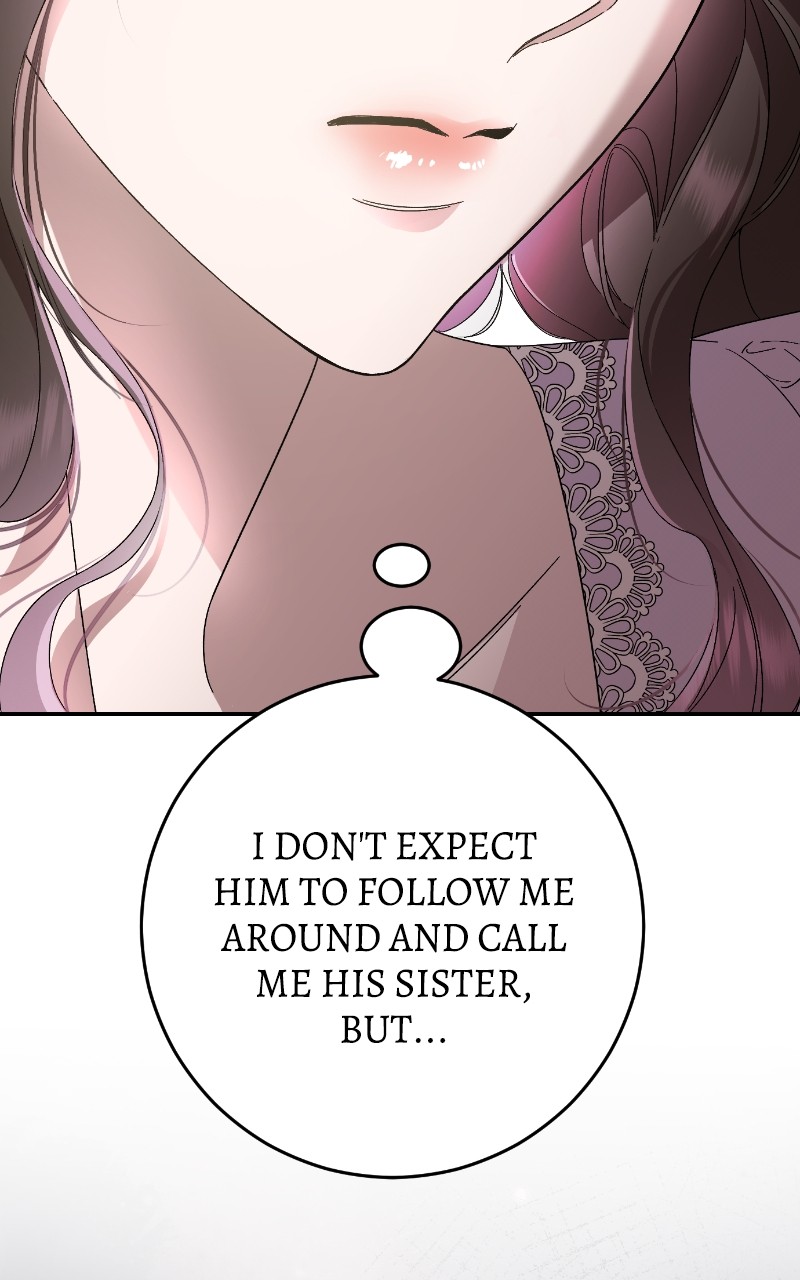 I DON'T EXPECT
HIM TO FOLLOW ME
AROUND AND CALL
ME HIS SISTER,
BUT...